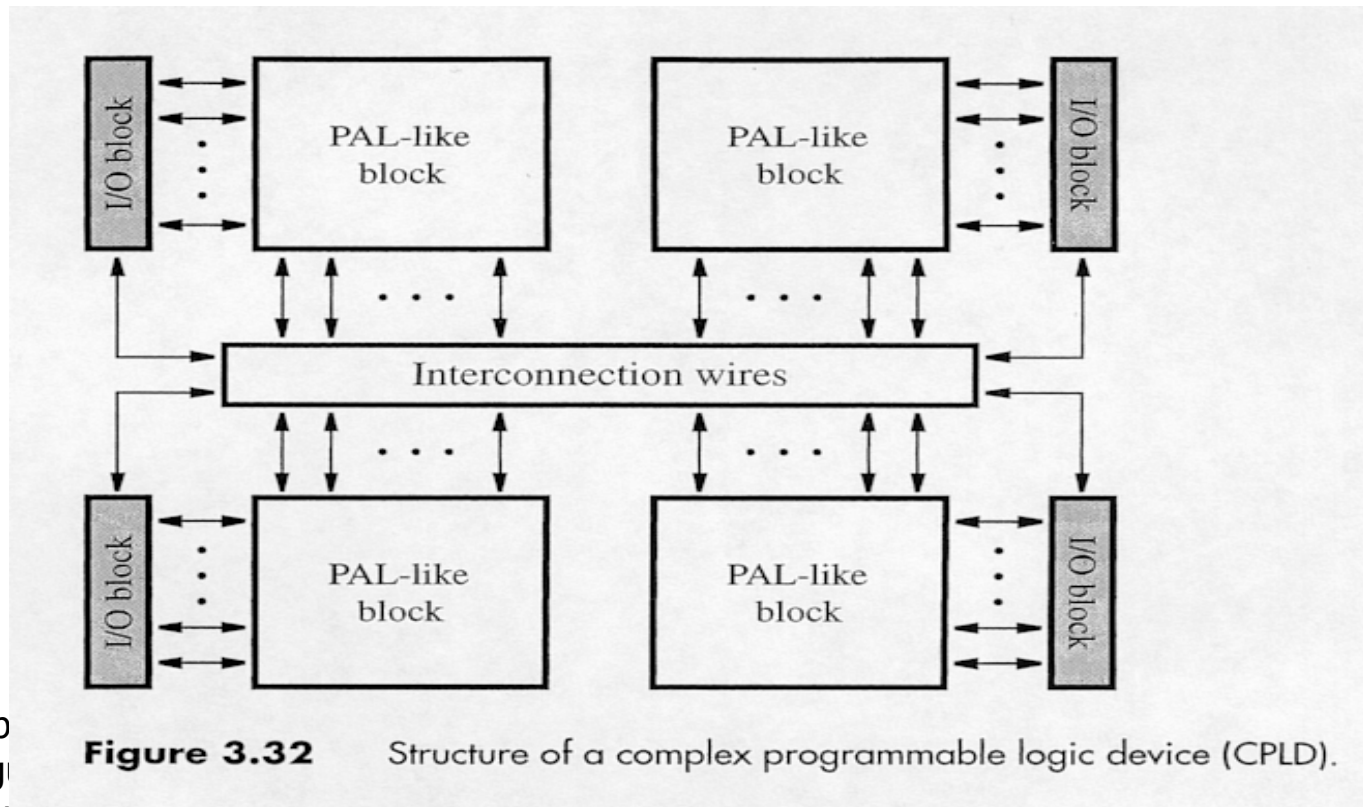 I/O block
PAL-like
block
PAL-like
block
I/O block
Interconnection wires
I/O block
PAL-like
block
PAL-like
block
I/O block
Figure 3.32 Structure of a complex programmable logic device (CPLD).